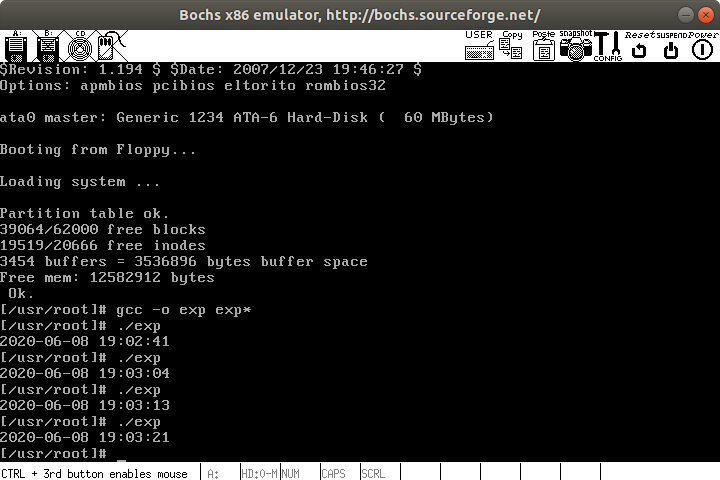 Bochs x86 emulator, http://bochs.sourceforge.net/
A:
B:
CD
USER
Copy
Paste
Snapshot
CONFIG
Reset
SUSPEND
Power
$Revision: 1.194 $ $Date: 2007/12/23 19:46:27 $
Options: apmbios pcibios eltorito rombios32
ata0 master: Generic 1234 ATA-6 Hard-Disk (  60 MBytes)
Booting from Floppy...
Loading system ...
Partition table ok.
39064/62000 free blocks
19519/20666 free inodes
3454 buffers = 3536896 bytes buffer space
Free mem: 12582912 bytes
 Ok.
[/usr/root]# gcc -o exp exp*
[/usr/root]# ./exp
2020-06-08 19:02:41
[/usr/root]# ./exp
2020-06-08 19:03:04
[/usr/root]# ./exp
2020-06-08 19:03:13
[/usr/root]# ./exp
2020-06-08 19:03:21
[/usr/root]# _
CTRL + 3rd button enables mouse A: HD:0-M NUM CAPS SCRL